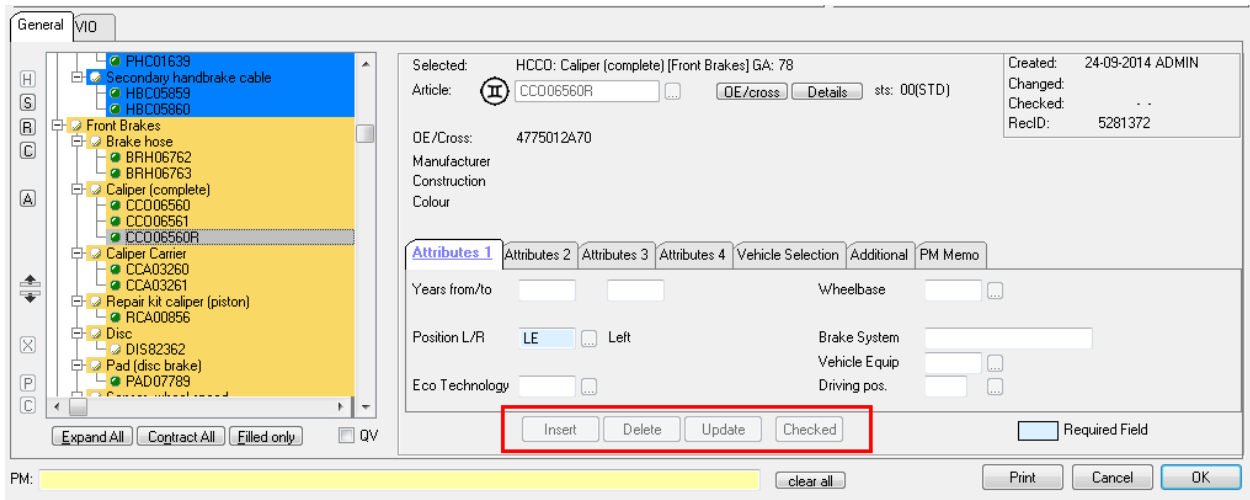 General VIO
H
S
R
C
A
X
P
C
PHC01639
Secondary handbrake cable
HBC05859
HBC05860
Front Brakes
Brake hose
BRH06762
BRH06763
Caliper (complete)
CCO06560
CCO06561
CCO06560R
Caliper Carrier
CCA03260
CCA03261
Repair kit caliper (piston)
RCA00856
Disc
DIS82362
Pad (disc brake)
PAD07789
Expand All Contract All Filled only QV
Selected: HCCO: Caliper (complete) [Front Brakes] GA: 78
Article: II CCO06560R ... OE/cross Details sts: 00(STD)
OE/Cross: 4775012A70
Manufacturer
Construction
Colour
Created: 24-09-2014 ADMIN
Changed:
Checked: - -
RecID: 5281372
Attributes 1 Attributes 2 Attributes 3 Attributes 4 Vehicle Selection Additional PM Memo
Years from/to Wheelbase ...
Position L/R LE ... Left Brake System
Vehicle Equip ...
Eco Technology ... Driving pos. ...
Insert Delete Update Checked Required Field
PM: clear all Print Cancel OK